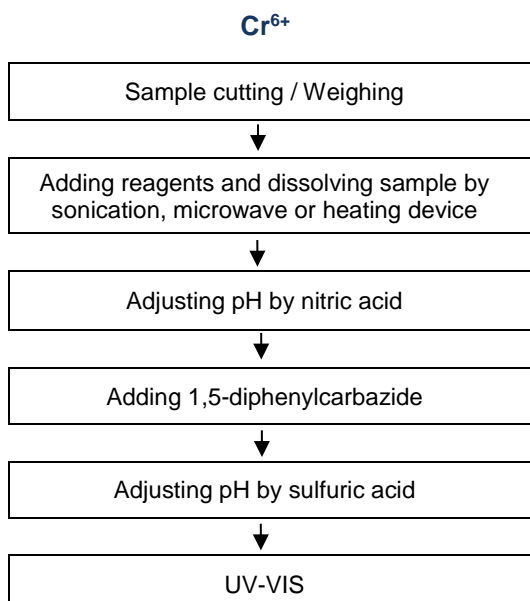 Cr⁶⁺
Sample cutting / Weighing
Adding reagents and dissolving sample by
sonication, microwave or heating device
Adjusting pH by nitric acid
Adding 1,5-diphenylcarbazide
Adjusting pH by sulfuric acid
UV-VIS